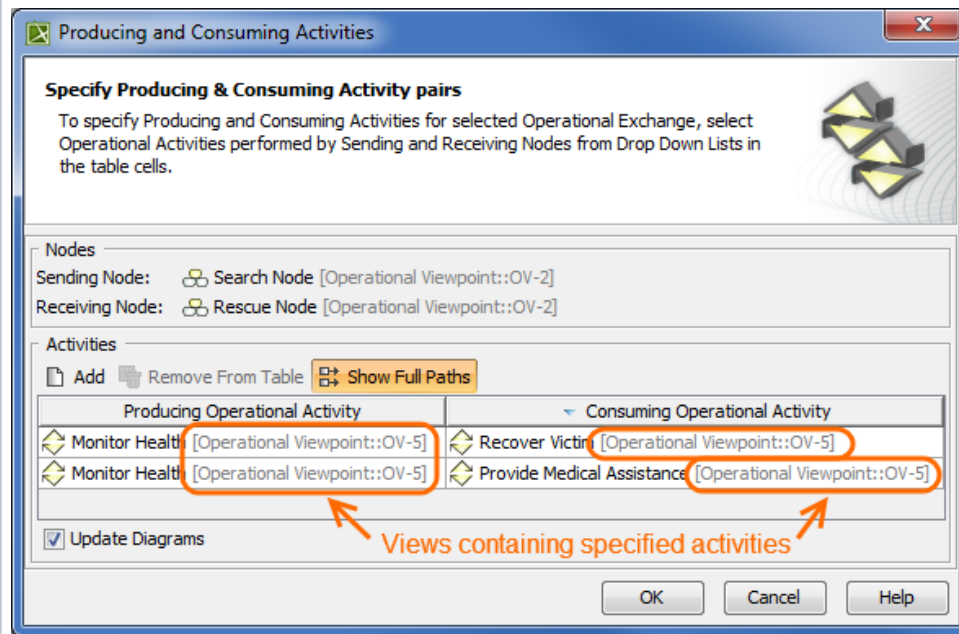 Producing and Consuming Activities
Specify Producing & Consuming Activity pairs
To specify Producing and Consuming Activities for selected Operational Exchange, select
Operational Activities performed by Sending and Receiving Nodes from Drop Down Lists in
the table cells.
Nodes
Sending Node: Search Node [Operational Viewpoint::OV-2]
Receiving Node: Rescue Node [Operational Viewpoint::OV-2]
Activities
Add Remove From Table Show Full Paths
Producing Operational Activity Consuming Operational Activity
Monitor Health [Operational Viewpoint::OV-5] Recover Victim [Operational Viewpoint::OV-5]
Monitor Health [Operational Viewpoint::OV-5] Provide Medical Assistance [Operational Viewpoint::OV-5]
Update Diagrams
Views containing specified activities
OK Cancel Help